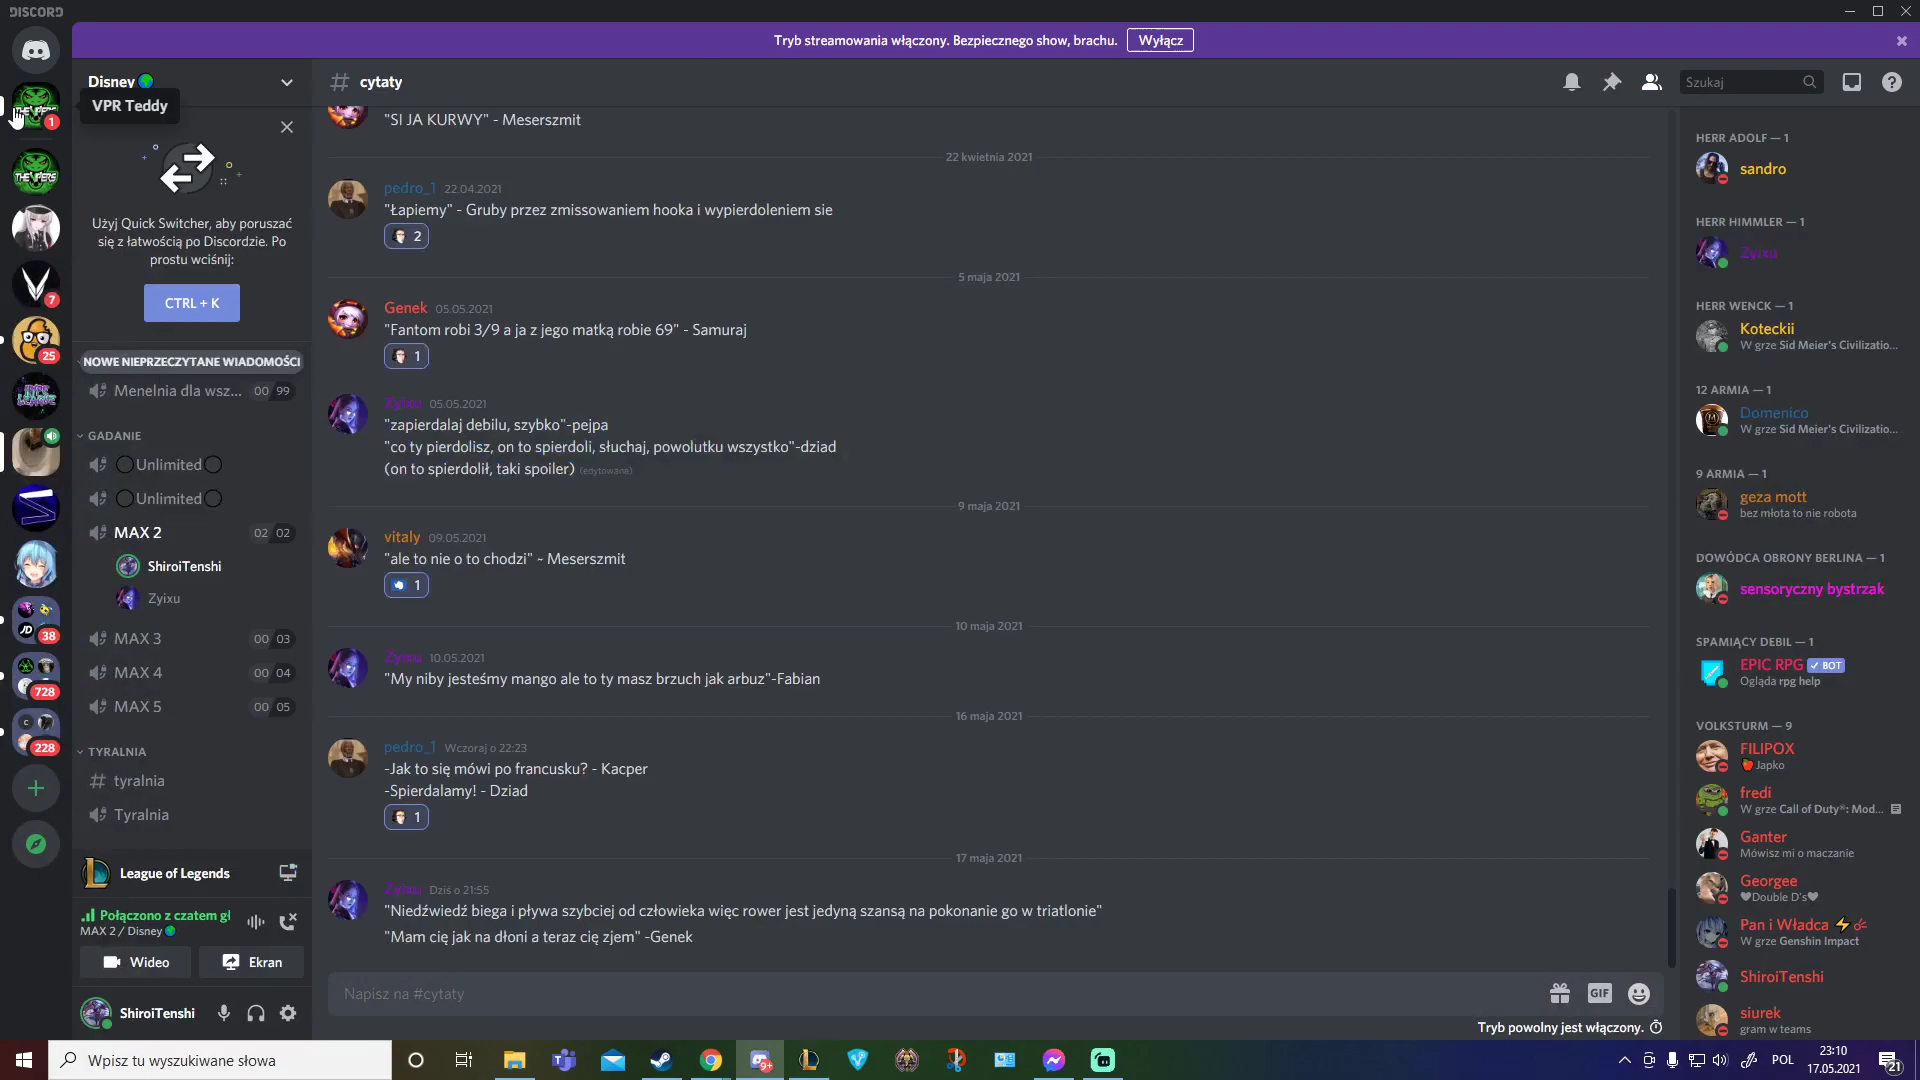 DISCORD
Tryb streamowania włączony. Bezpiecznego show, brachu.
Wyłącz
Disney
VPR Teddy
# cytaty
Szukaj
1
7
25
38
728
228
Użyj Quick Switcher, aby poruszać
się z łatwością po Discordzie. Po
prostu wciśnij:
CTRL + K
NOWE NIEPRZECZYTANE WIADOMOŚCI
Menelnia dla wsz... 00 99
GADANIE
Unlimited
Unlimited
MAX 2 02 02
ShiroiTenshi
Zyixu
MAX 3 00 03
MAX 4 00 04
MAX 5 00 05
TYRALNIA
# tyralnia
Tyralnia
League of Legends
Połączono z czatem gł
MAX 2 / Disney
Wideo
Ekran
ShiroiTenshi
"SI JA KURWY" - Meserszmit
22 kwietnia 2021
pedro_1 22.04.2021
"Łapiemy" - Gruby przez zmissowaniem hooka i wypierdoleniem sie
2
5 maja 2021
Genek 05.05.2021
"Fantom robi 3/9 a ja z jego matką robie 69" - Samuraj
1
Zyixu 05.05.2021
"zapierdalaj debilu, szybko"-pejpa
"co ty pierdolisz, on to spierdoli, słuchaj, powolutku wszystko"-dziad
(on to spierdolił, taki spoiler) (edytowane)
9 maja 2021
vitaly 09.05.2021
"ale to nie o to chodzi" ~ Meserszmit
1
10 maja 2021
Zyixu 10.05.2021
"My niby jesteśmy mango ale to ty masz brzuch jak arbuz"-Fabian
16 maja 2021
pedro_1 Wczoraj o 22:23
-Jak to się mówi po francusku? - Kacper
-Spierdalamy! - Dziad
1
17 maja 2021
Zyixu Dziś o 21:55
"Niedźwiedź biega i pływa szybciej od człowieka więc rower jest jedyną szansą na pokonanie go w triatlonie"
"Mam cię jak na dłoni a teraz cię zjem" -Genek
Napisz na #cytaty
GIF
Tryb powolny jest włączony.
HERR ADOLF — 1
sandro
HERR HIMMLER — 1
Zyixu
HERR WENCK — 1
Koteckii
W grze Sid Meier's Civilizatio...
12 ARMIA — 1
Domenico
W grze Sid Meier's Civilizatio...
9 ARMIA — 1
geza mott
bez młota to nie robota
DOWÓDCA OBRONY BERLINA — 1
sensoryczny bystrzak
SPAMIĄCY DEBIL — 1
EPIC RPG ✓ BOT
Ogląda rpg help
VOLKSTURM — 9
FILIPOX
Japko
fredi
W grze Call of Duty®: Mod...
Ganter
Mówisz mi o maczanie
Georgee
Double D's
Pan i Władca
W grze Genshin Impact
ShiroiTenshi
siurek
gram w teams
Wpisz tu wyszukiwane słowa
9+
POL
23:10
17.05.2021
21